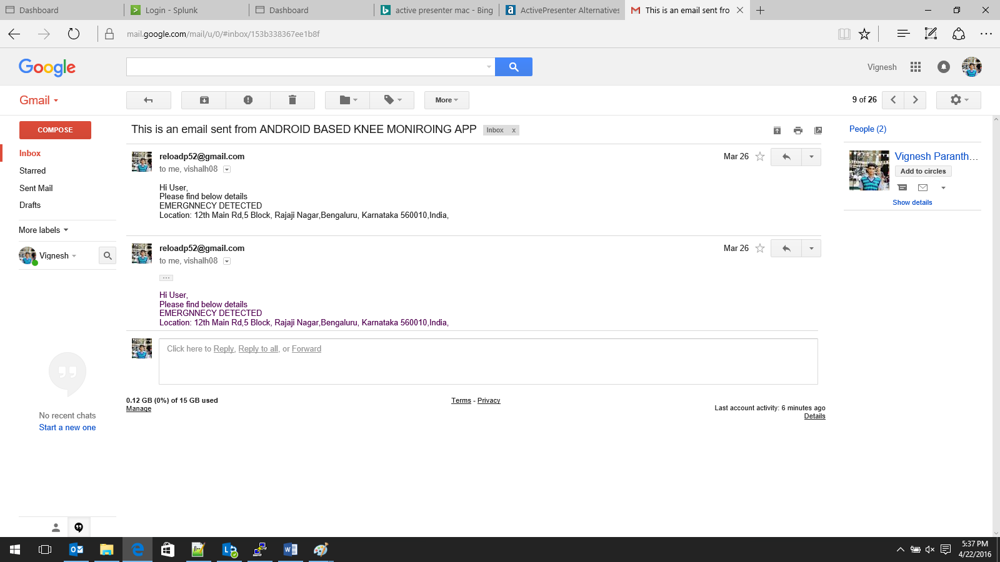 Dashboard
Login - Splunk
Dashboard
active presenter mac - Bing
ActivePresenter Alternatives
This is an email sent fro
mail.google.com/mail/u/0/#inbox/153b338367ee1b8f
Google
Vignesh
Gmail
More
9 of 26
COMPOSE
Inbox
Starred
Sent Mail
Drafts
More labels
Vignesh
No recent chats
Start a new one
This is an email sent from ANDROID BASED KNEE MONIROING APP
Inbox x
reloadp52@gmail.com
Mar 26
to me, vishalh08
Hi User,
Please find below details
EMERGNNECY DETECTED
Location: 12th Main Rd,5 Block, Rajaji Nagar,Bengaluru, Karnataka 560010,India,
reloadp52@gmail.com
Mar 26
to me, vishalh08
Hi User,
Please find below details
EMERGNNECY DETECTED
Location: 12th Main Rd,5 Block, Rajaji Nagar,Bengaluru, Karnataka 560010,India,
Click here to Reply, Reply to all, or Forward
0.12 GB (0%) of 15 GB used
Manage
Terms - Privacy
Last account activity: 6 minutes ago
Details
People (2)
Vignesh Paranth...
Add to circles
Show details
5:37 PM
4/22/2016